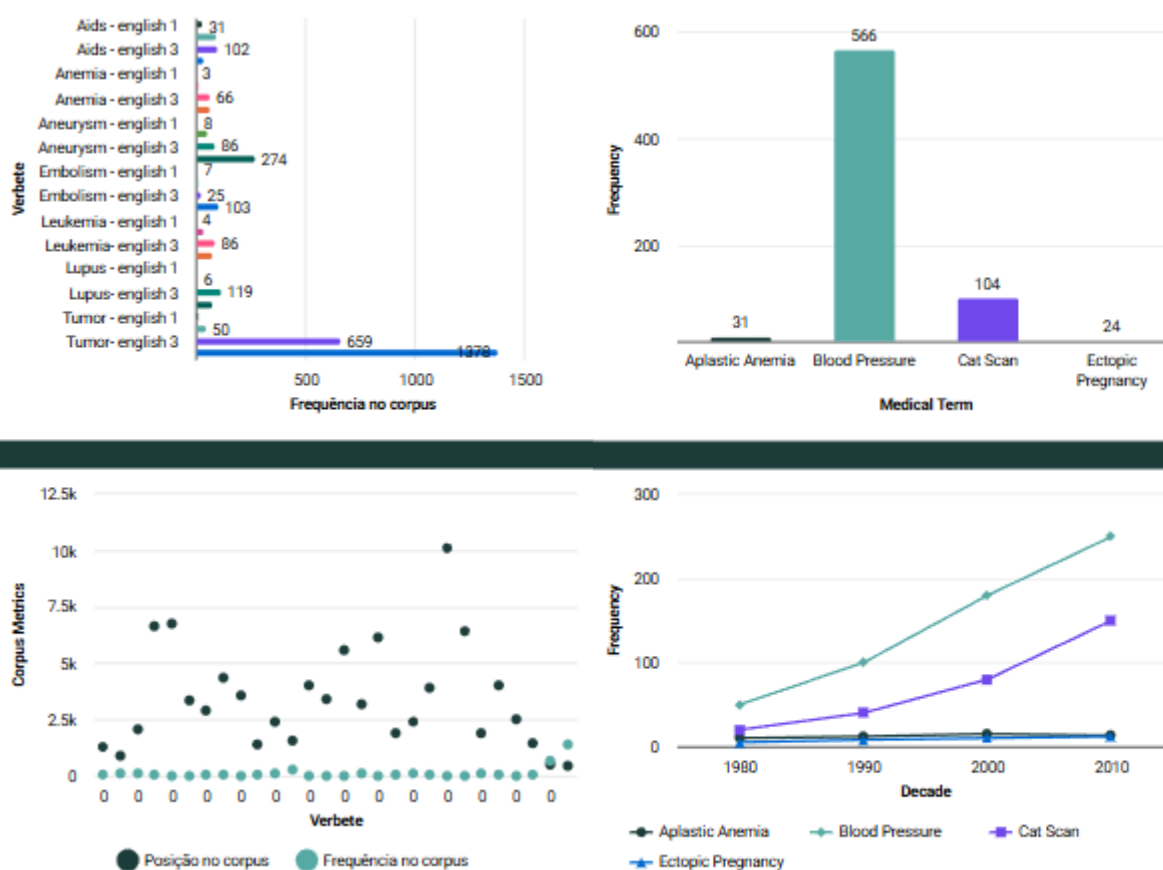 Verbete
Aids - english 1
31
Aids - english 3
102
Anemia - english 1
3
Anemia - english 3
66
Aneurysm - english 1
8
Aneurysm - english 3
86
274
Embolism - english 1
7
Embolism - english 3
25
103
Leukemia - english 1
4
Leukemia- english 3
86
Lupus - english 1
6
Lupus- english 3
119
Tumor - english 1
50
Tumor- english 3
659
1378
500 1000 1500
Frequência no corpus
Frequency
600
400
200
31
566
104
24
Aplastic Anemia Blood Pressure Cat Scan Ectopic
Pregnancy
Medical Term
Corpus Metrics
12.5k
10k
7.5k
5k
2.5k
0
0 0 0 0 0 0 0 0 0 0 0 0 0 0
Verbete
Posição no corpus Frequência no corpus
Frequency
300
200
100
0
1980 1990 2000 2010
Decade
Aplastic Anemia Blood Pressure Cat Scan
Ectopic Pregnancy